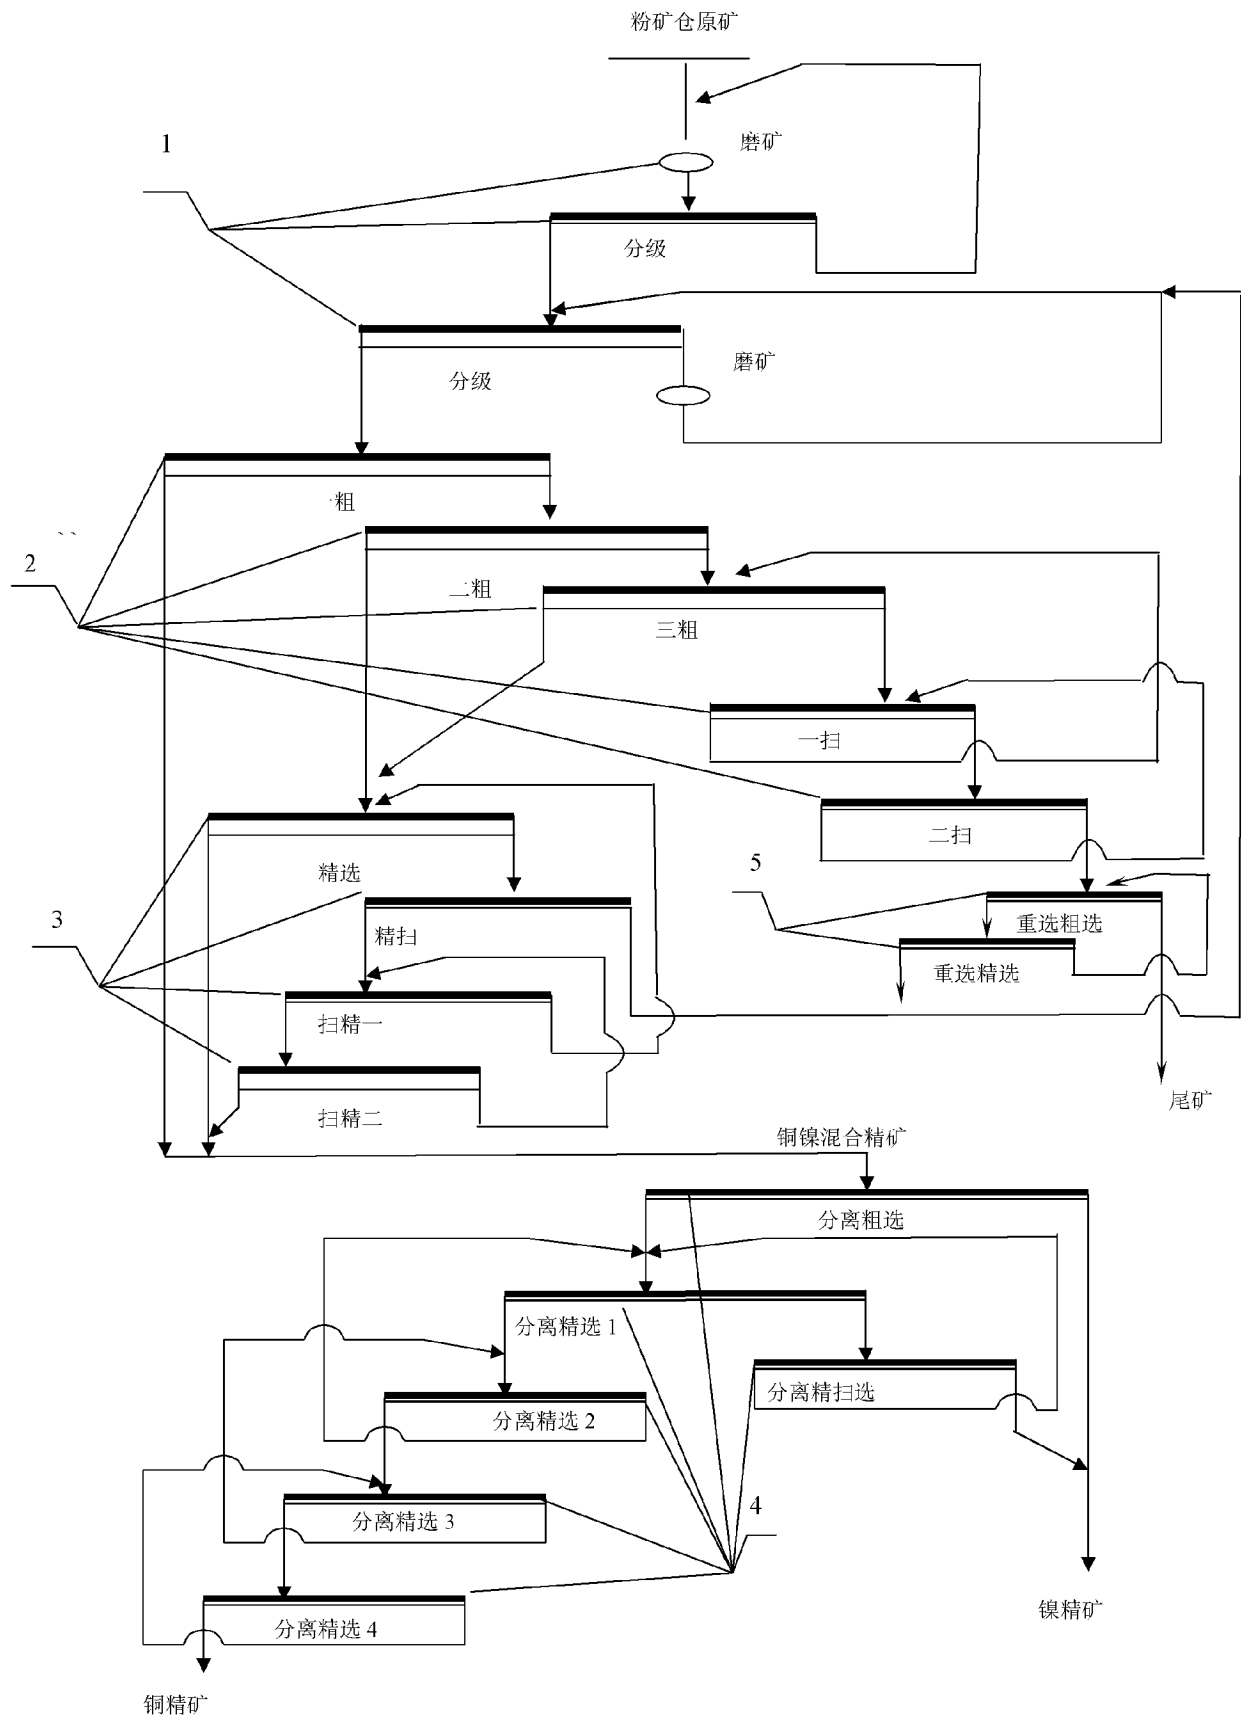 粉矿仓原矿
磨矿
1
分级
磨矿
分级
一粗
2
二粗
三粗
一扫
二扫
精选
5
3
重选粗选
精扫
重选精选
扫精一
尾矿
扫精二
铜镍混合精矿
分离粗选
分离精选 1
分离精扫选
分离精选 2
4
分离精选 3
镍精矿
分离精选 4
铜精矿